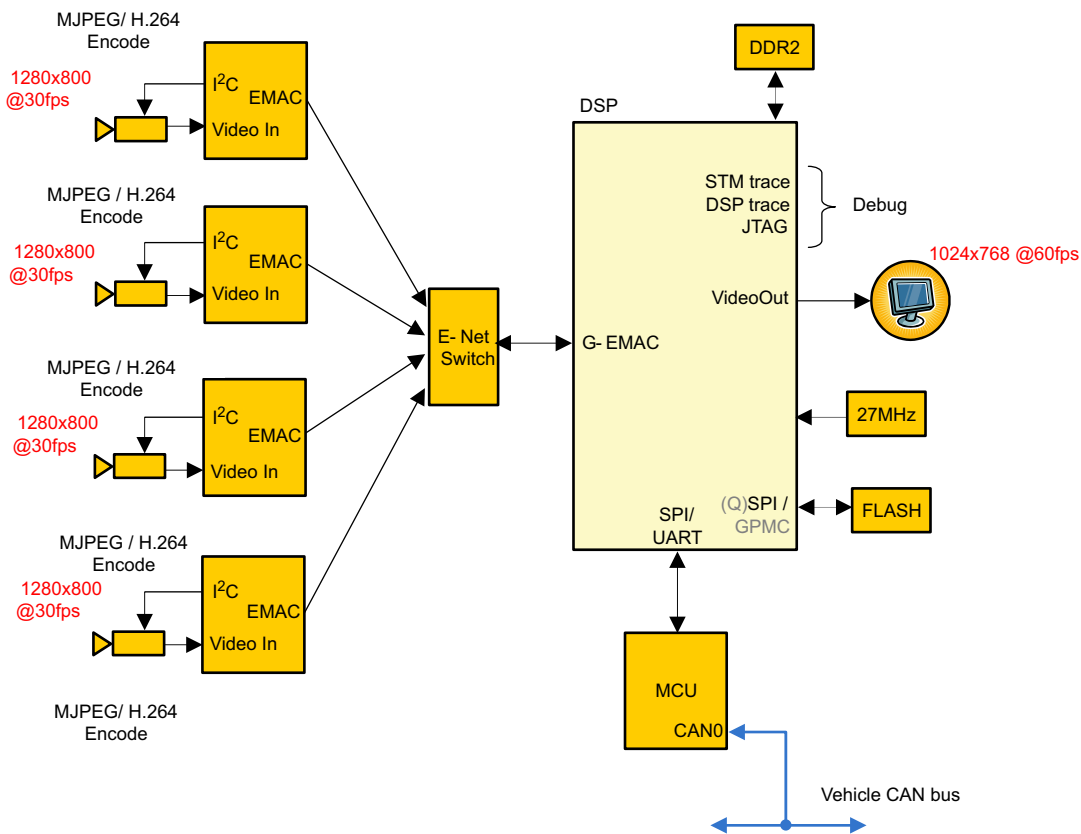 MJPEG/ H.264
Encode
1280x800
@30fps
I²C
EMAC
Video In
MJPEG / H.264
Encode
1280x800
@30fps
I²C
EMAC
Video In
MJPEG / H.264
Encode
1280x800
@30fps
I²C
EMAC
Video In
MJPEG / H.264
Encode
1280x800
@30fps
I²C
EMAC
Video In
MJPEG/ H.264
Encode
E- Net
Switch
DDR2
DSP
STM trace
DSP trace
JTAG
Debug
1024x768 @60fps
VideoOut
G- EMAC
27MHz
(Q)SPI /
GPMC
FLASH
SPI/
UART
MCU
CAN0
Vehicle CAN bus